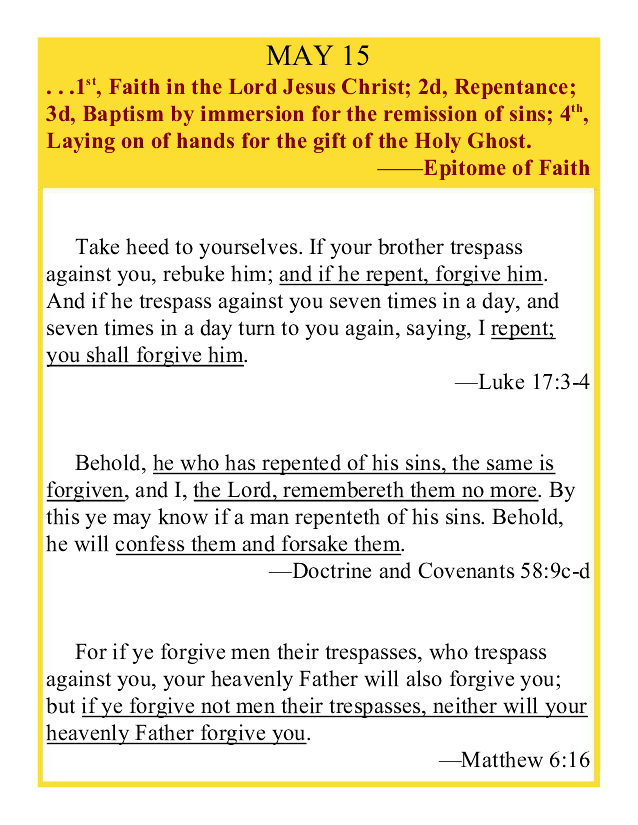 MAY 15
. . .1st, Faith in the Lord Jesus Christ; 2d, Repentance;
3d, Baptism by immersion for the remission of sins; 4th,
Laying on of hands for the gift of the Holy Ghost.
——Epitome of Faith
Take heed to yourselves. If your brother trespass
against you, rebuke him; and if he repent, forgive him.
And if he trespass against you seven times in a day, and
seven times in a day turn to you again, saying, I repent;
you shall forgive him.
—Luke 17:3-4
Behold, he who has repented of his sins, the same is
forgiven, and I, the Lord, remembereth them no more. By
this ye may know if a man repenteth of his sins. Behold,
he will confess them and forsake them.
—Doctrine and Covenants 58:9c-d
For if ye forgive men their trespasses, who trespass
against you, your heavenly Father will also forgive you;
but if ye forgive not men their trespasses, neither will your
heavenly Father forgive you.
—Matthew 6:16